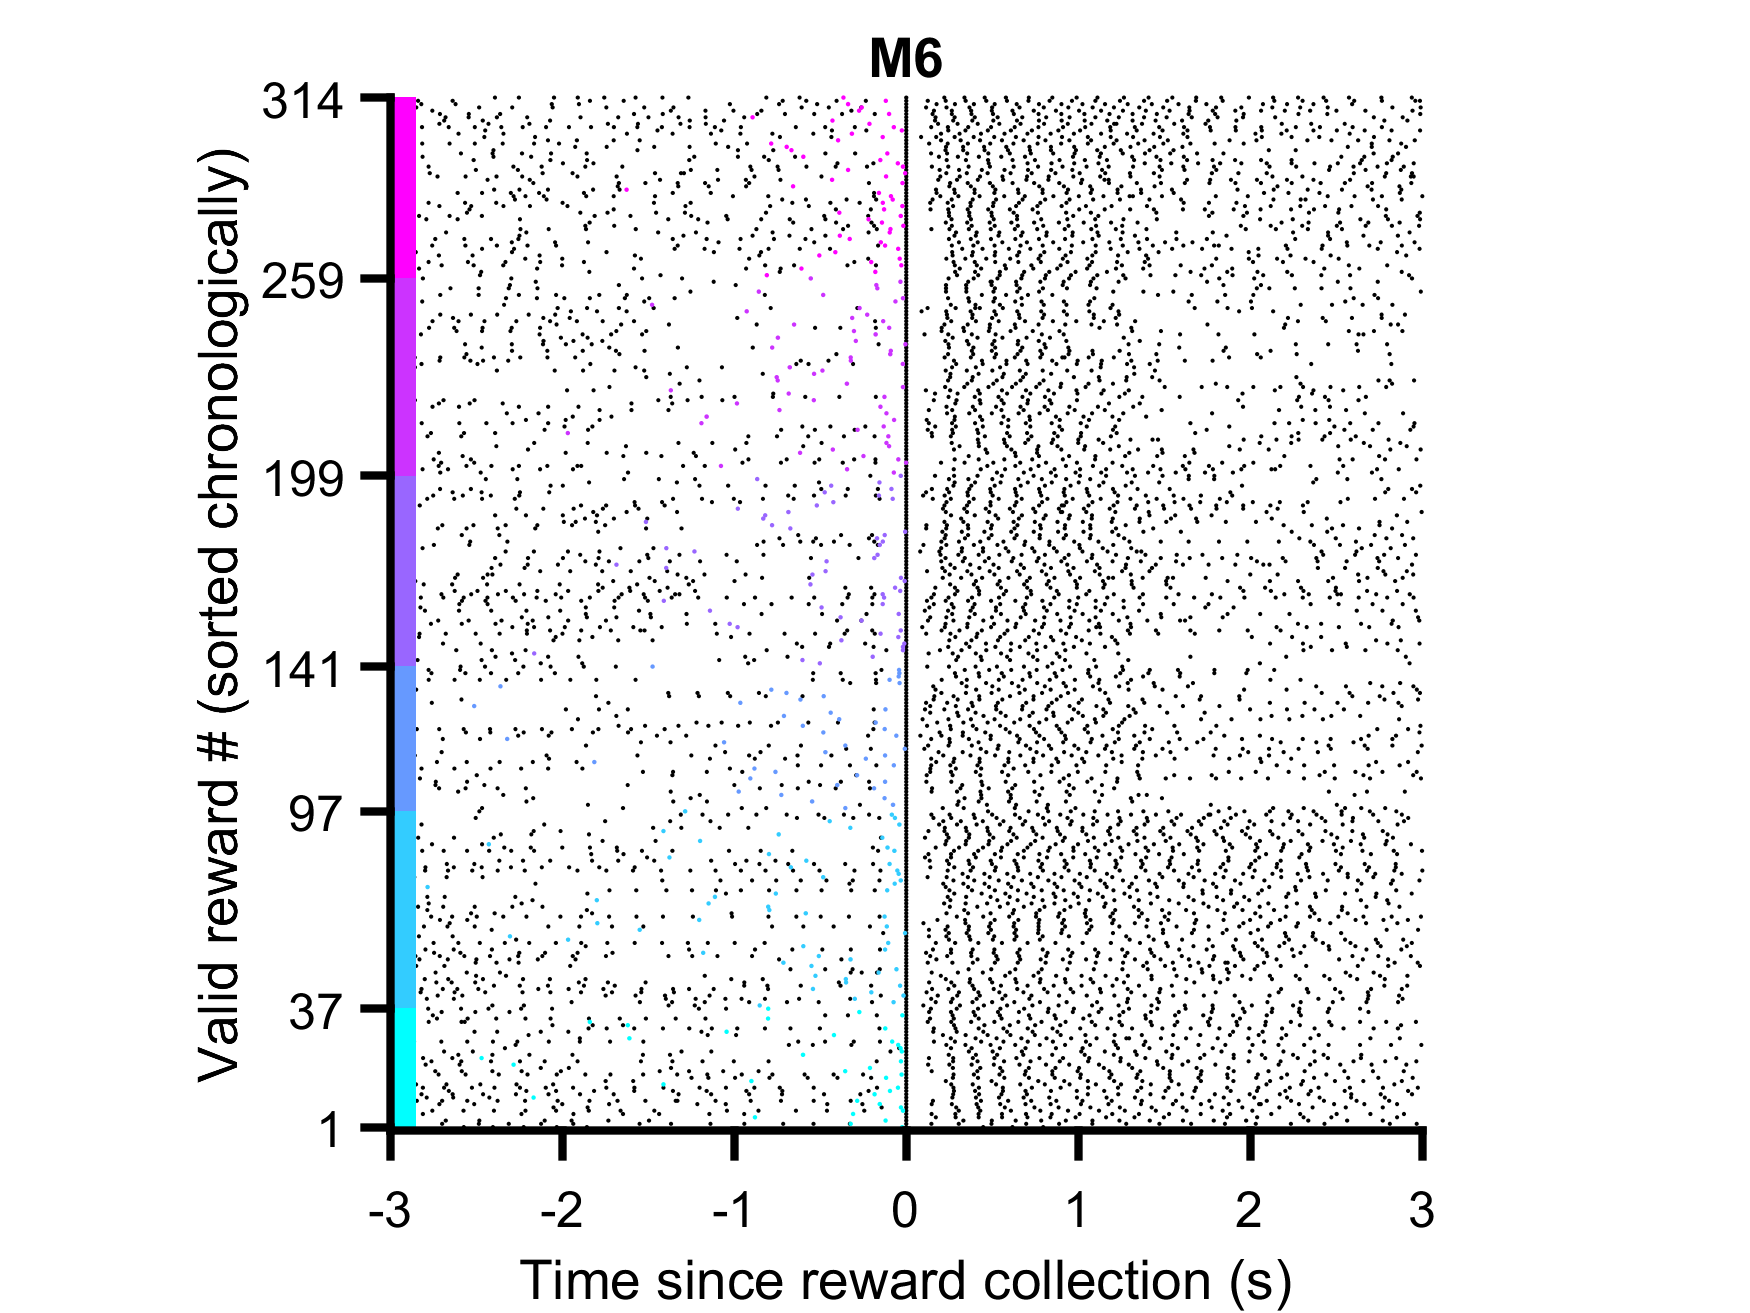 M6
Valid reward # (sorted chronologically)
314
259
199
141
97
37
1
-3 -2 -1 0 1 2 3
Time since reward collection (s)